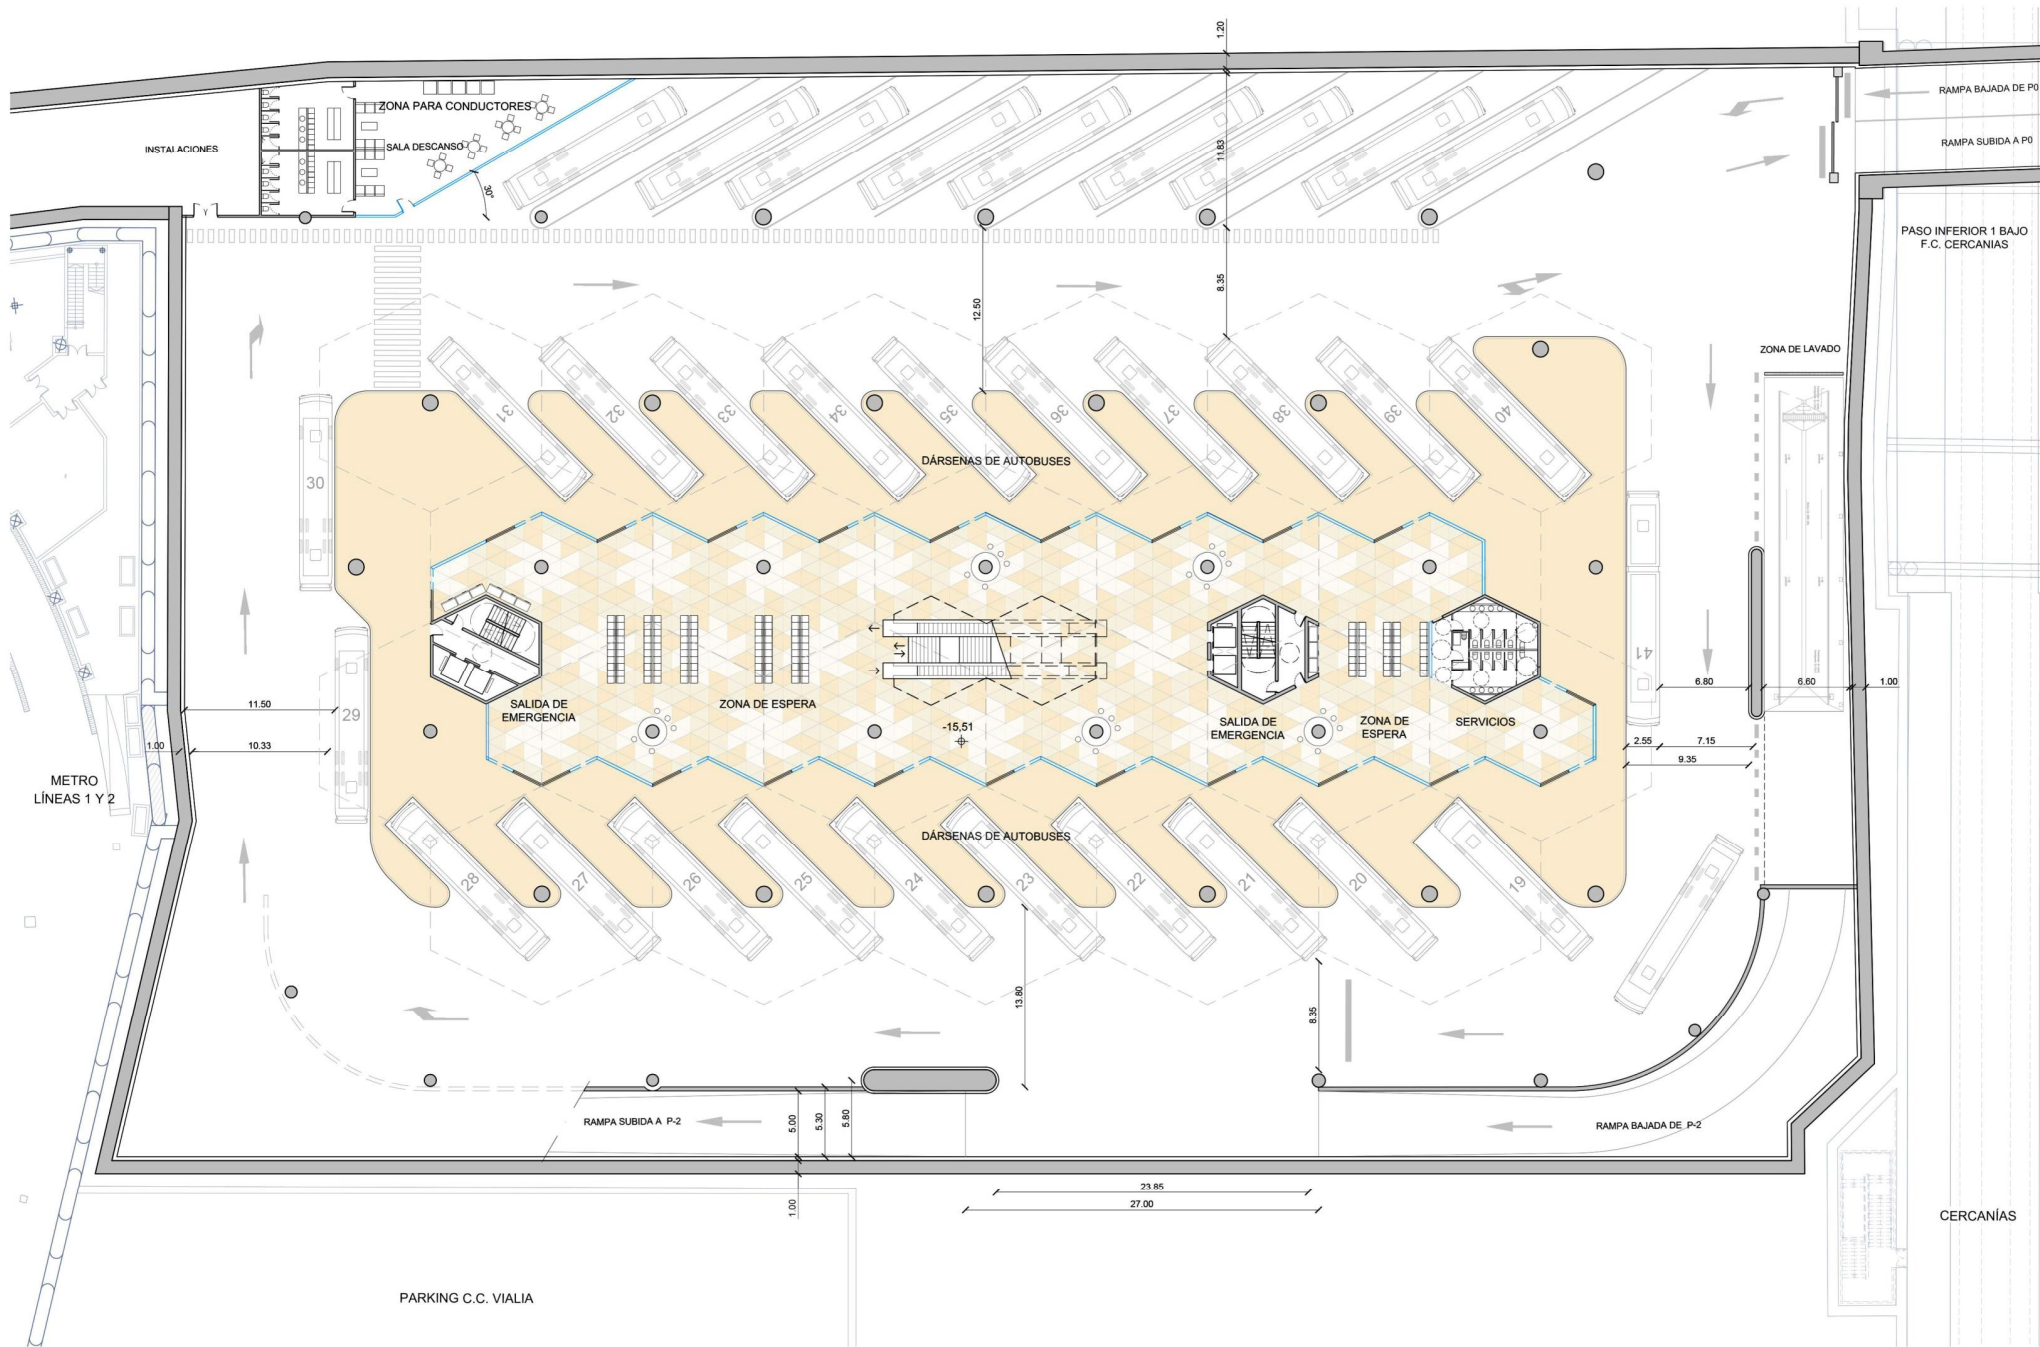 1.20
RAMPA BAJADA DE P0
ZONA PARA CONDUCTORES
RAMPA SUBIDA A P0
INSTALACIONES
SALA DESCANSO
11.83
30°
PASO INFERIOR 1 BAJO
F.C. CERCANIAS
8.35
12.50
ZONA DE LAVADO
31
32
33
34
35
36
37
38
39
40
DÁRSENAS DE AUTOBUSES
30
41
29
SALIDA DE
EMERGENCIA
ZONA DE ESPERA
-15,51
SALIDA DE
EMERGENCIA
ZONA DE
ESPERA
SERVICIOS
11.50
1.00
10.33
6.80
6.60
1.00
2.55
7.15
9.35
METRO
LÍNEAS 1 Y 2
DÁRSENAS DE AUTOBUSES
28
27
26
25
24
23
22
21
20
19
13.80
8.35
RAMPA SUBIDA A P-2
5.00
5.30
5.80
RAMPA BAJADA DE P-2
1.00
23.85
27.00
CERCANÍAS
PARKING C.C. VIALIA